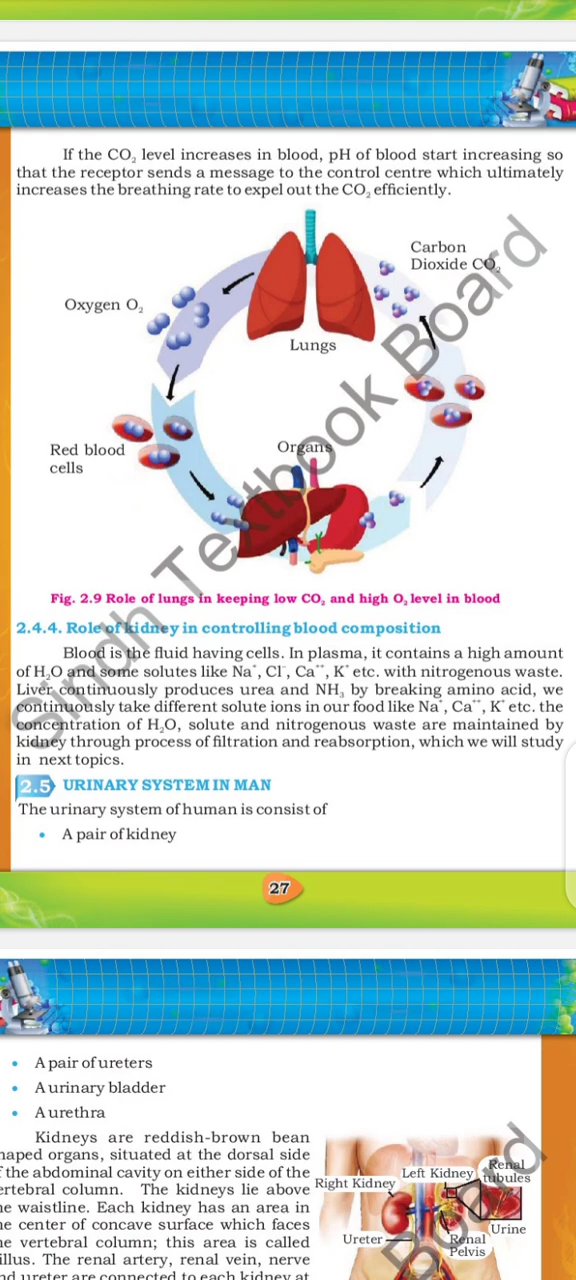 If the CO₂ level increases in blood, pH of blood start increasing so
that the receptor sends a message to the control centre which ultimately
increases the breathing rate to expel out the CO₂ efficiently.
Carbon
Dioxide CO₂
Oxygen O₂
Lungs
Red blood
cells
Organs
Sindh Textbook Board
Fig. 2.9 Role of lungs in keeping low CO₂ and high O₂ level in blood
2.4.4. Role of kidney in controlling blood composition
Blood is the fluid having cells. In plasma, it contains a high amount
of H₂O and some solutes like Na⁺, Cl⁻, Ca⁺⁺, K⁺ etc. with nitrogenous waste.
Liver continuously produces urea and NH₃ by breaking amino acid, we
continuously take different solute ions in our food like Na⁺, Ca⁺⁺, K⁺ etc. the
concentration of H₂O, solute and nitrogenous waste are maintained by
kidney through process of filtration and reabsorption, which we will study
in next topics.
2.5 URINARY SYSTEM IN MAN
The urinary system of human is consist of
• A pair of kidney
27
• A pair of ureters
• A urinary bladder
• A urethra
Kidneys are reddish-brown bean
haped organs, situated at the dorsal side
f the abdominal cavity on either side of the
ertebral column. The kidneys lie above
he waistline. Each kidney has an area in
he center of concave surface which faces
he vertebral column; this area is called
illus. The renal artery, renal vein, nerve
nd ureter are connected to each kidney at
Right Kidney
Left Kidney
Renal
tubules
Ureter
Urine
Renal
Pelvis
Board